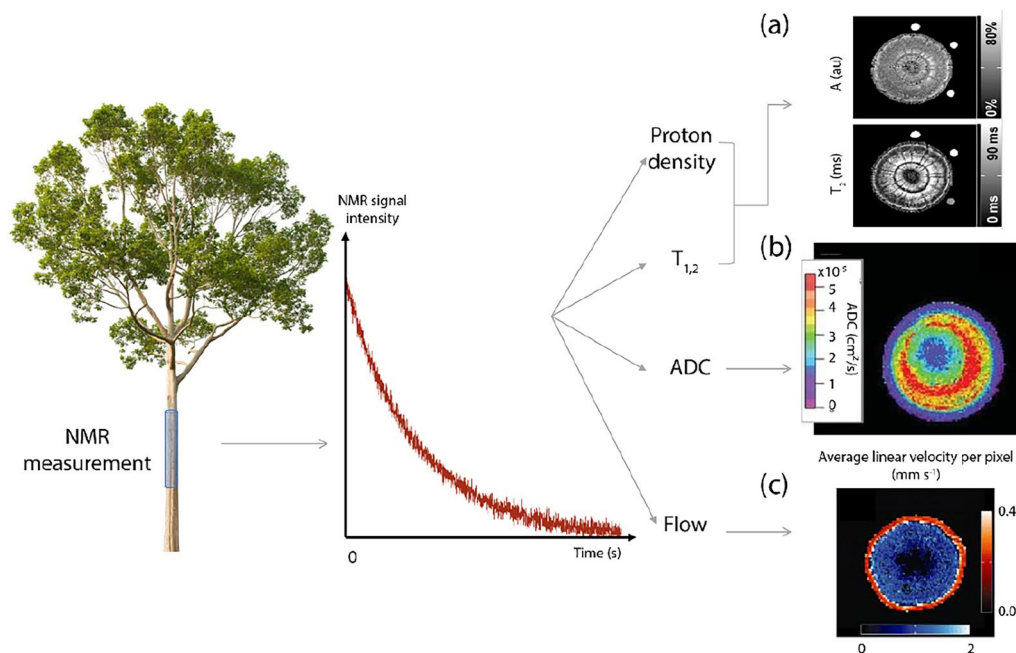 (a)
A (au)
80%
0%
T₂ (ms)
90 ms
0 ms
Proton
density
NMR signal
intensity
T₁,₂
(b)
x10⁵
5
4
3
2
1
0
ADC (cm²/s)
ADC
NMR
measurement
Average linear velocity per pixel
(mm s⁻¹)
(c)
Flow
0.4
0.0
0
Time (s)
0
2